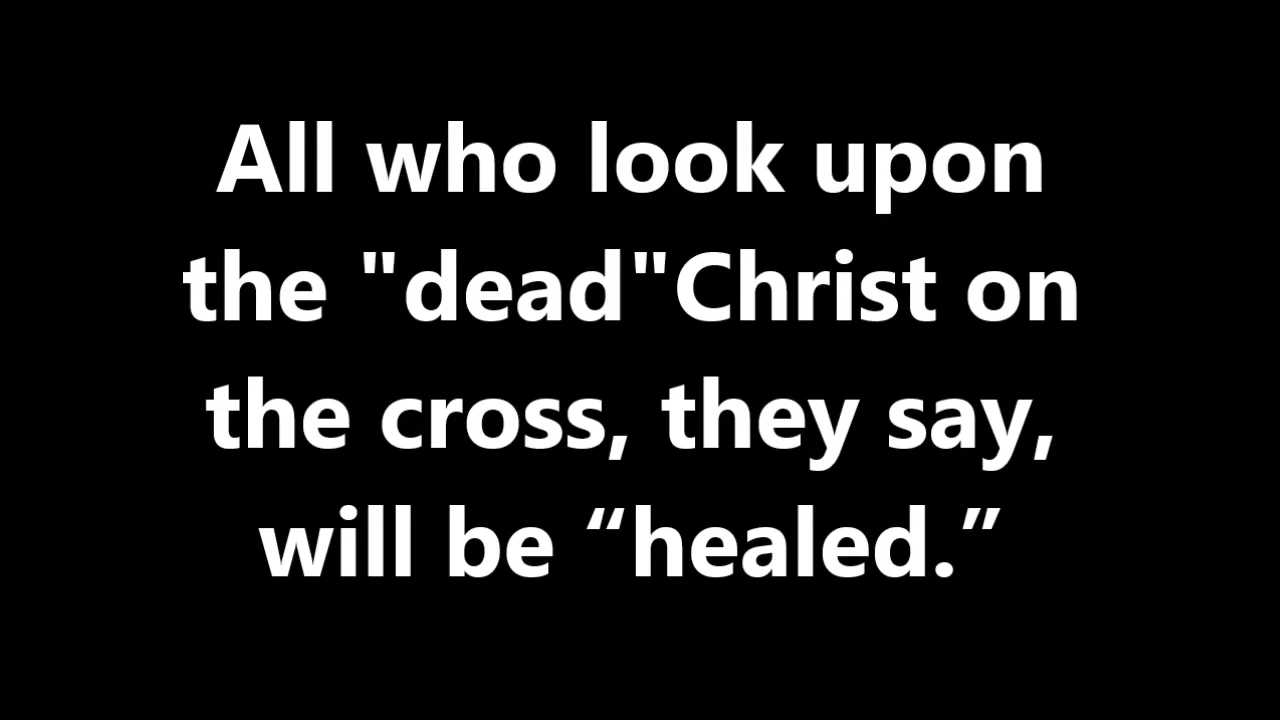 All who look upon
the "dead"Christ on
the cross, they say,
will be “healed.”